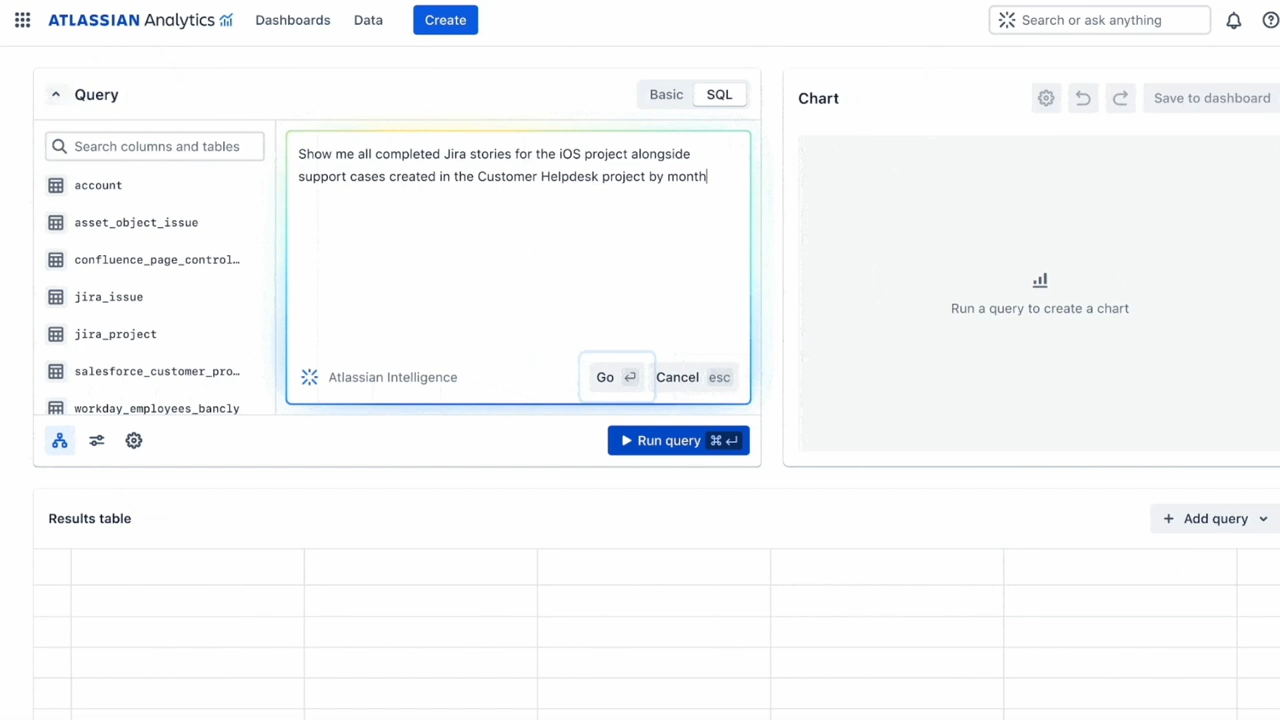 ATLASSIAN Analytics
Dashboards
Data
Create
Search or ask anything
Query
Basic
SQL
Search columns and tables
account
asset_object_issue
confluence_page_control…
jira_issue
jira_project
salesforce_customer_pro…
workday_employees_bancly
Show me all completed Jira stories for the iOS project alongside
support cases created in the Customer Helpdesk project by month
Atlassian Intelligence
Go
Cancel esc
Run query ⌘
Chart
Save to dashboard
Run a query to create a chart
Results table
Add query